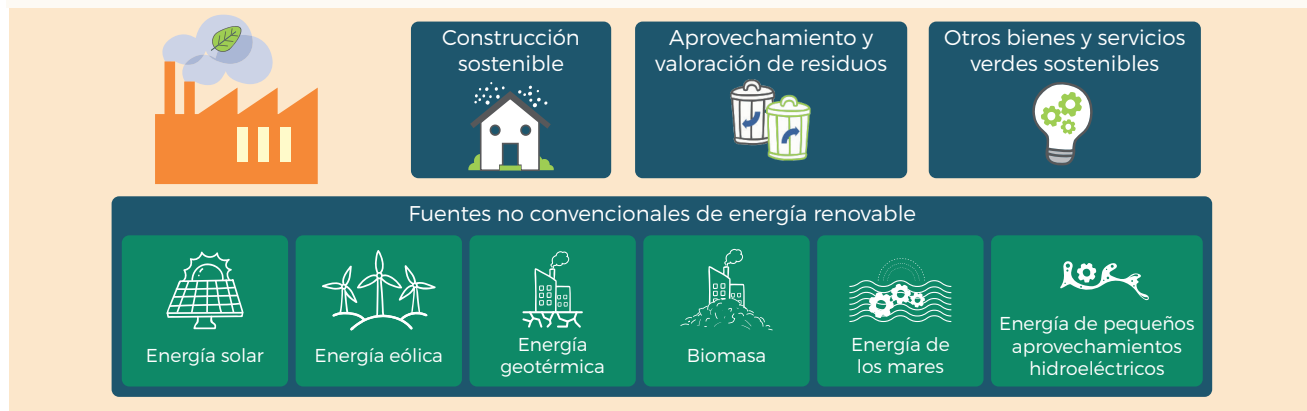 Construcción
sostenible
Aprovechamiento y
valoración de residuos
Otros bienes y servicios
verdes sostenibles
Fuentes no convencionales de energía renovable
Energía solar
Energía eólica
Energía
geotérmica
Biomasa
Energía de
los mares
Energía de pequeños
aprovechamientos
hidroeléctricos